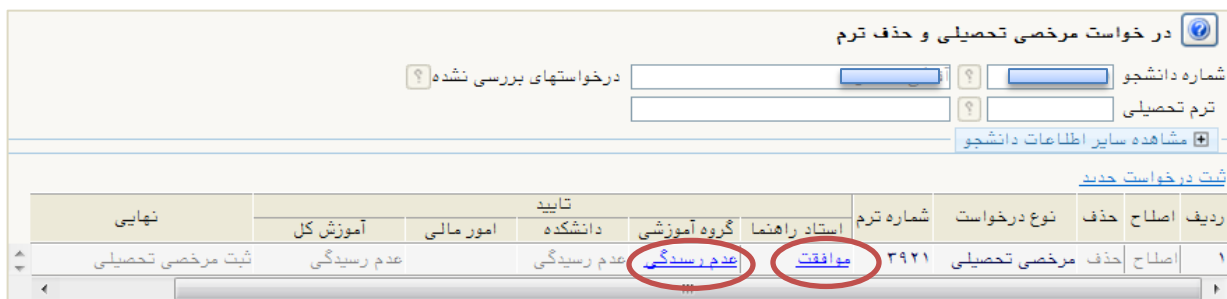 در خواست مرخصی تحصیلی و حذف ترم
شماره دانشجو ? ? درخواستهای بررسی نشده
ترم تحصیلی ?
مشاهده سایر اطلاعات دانشجو
ثبت درخواست جدید
ردیف اصلاح حذف نوع درخواست شماره ترم تایید نهایی
استاد راهنما گروه آموزشی دانشکده امور مالی آموزش کل
۱ اصلاح حذف مرخصی تحصیلی ۳۹۲۱ موافقت عدم رسیدگی عدم رسیدگی عدم رسیدگی ثبت مرخصی تحصیلی